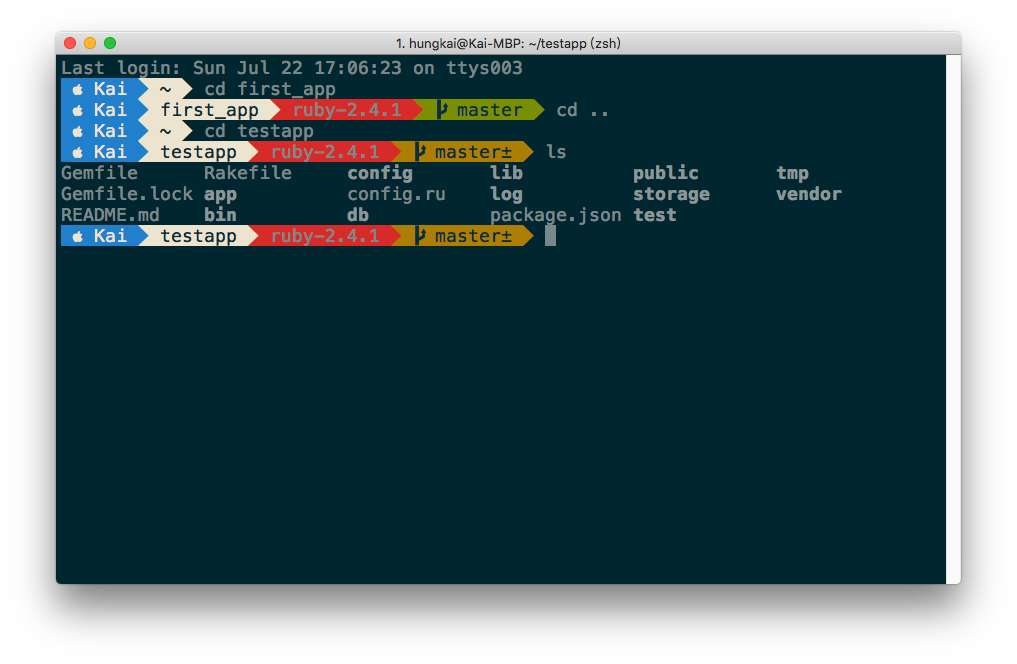 1. hungkai@Kai-MBP: ~/testapp (zsh)
Last login: Sun Jul 22 17:06:23 on ttys003
Kai ~ cd first_app
Kai first_app ruby-2.4.1 master cd ..
Kai ~ cd testapp
Kai testapp ruby-2.4.1 master± ls
Gemfile Rakefile config lib public tmp
Gemfile.lock app config.ru log storage vendor
README.md bin db package.json test
Kai testapp ruby-2.4.1 master±